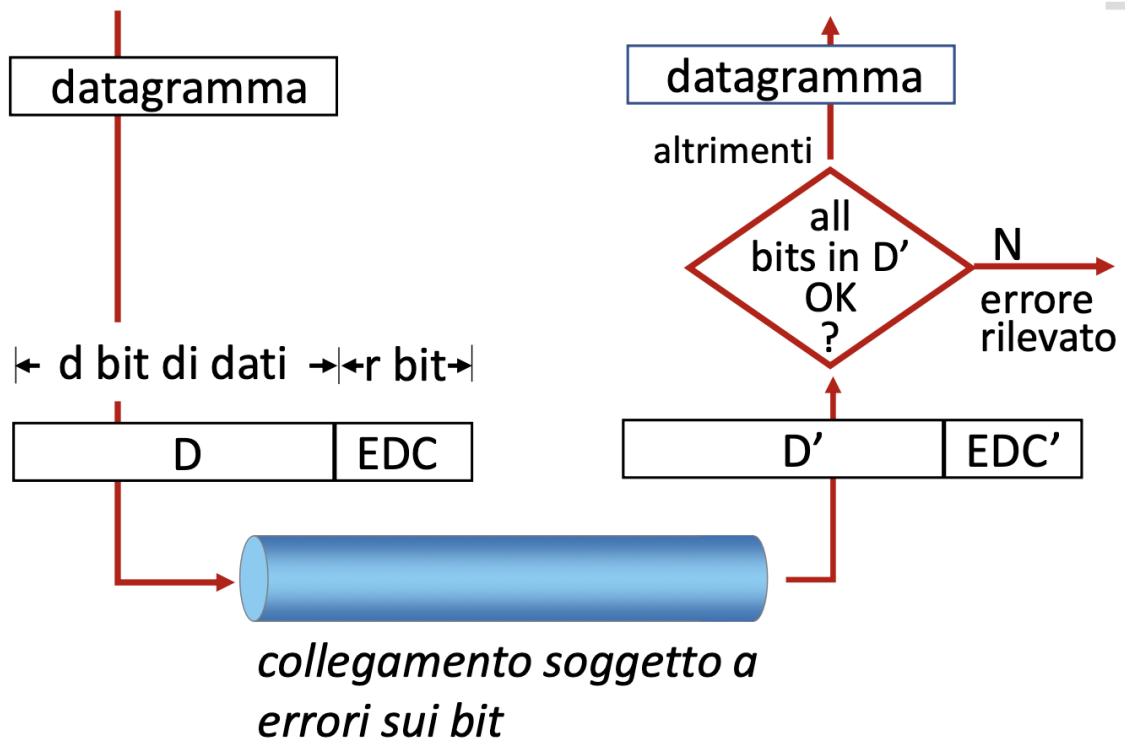 datagramma
d bit di dati
r bit
D
EDC
collegamento soggetto a
errori sui bit
datagramma
altrimenti
all
bits in D’
OK
?
N
errore
rilevato
D’
EDC’